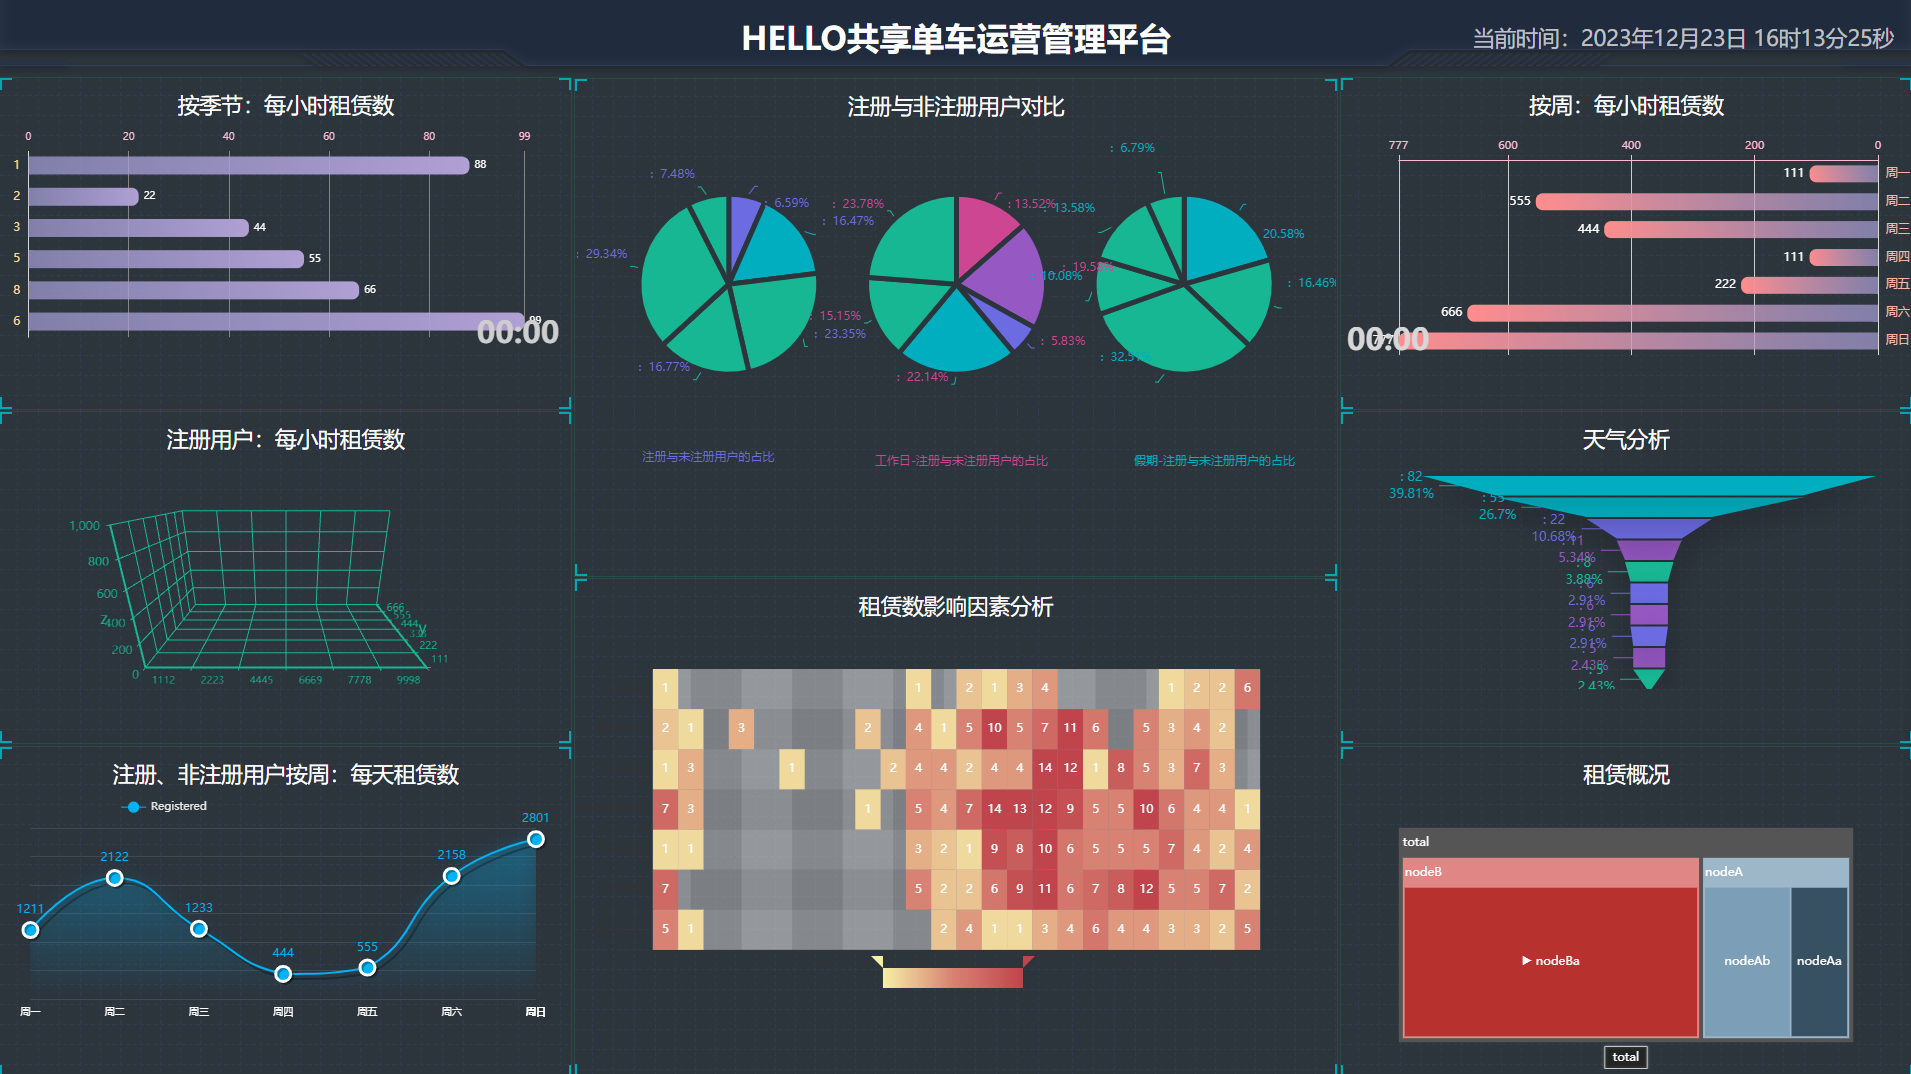 HELLO共享单车运营管理平台
当前时间：2023年12月23日 16时13分25秒
按季节：每小时租赁数
0 20 40 60 80 99
1 88
2 22
3 44
5 55
8 66
6 99
00:00
注册用户：每小时租赁数
1,000
800
600
Z
400
200
0
1112 2223 4445 6669 7778 9998
666
555
444
Y
222
111
注册、非注册用户按周：每天租赁数
Registered
1211 2122 1233 444 555 2158 2801
周一 周二 周三 周四 周五 周六 周日
注册与非注册用户对比
: 7.48%
: 6.59%
: 16.47%
: 29.34%
: 23.35%
: 16.77%
注册与未注册用户的占比
: 23.78%
: 13.52%
: 15.15%
: 5.83%
: 22.14%
工作日-注册与未注册用户的占比
: 6.79%
: 13.58%
20.58%
: 10.08%
: 16.46%
假期-注册与未注册用户的占比
租赁数影响因素分析
1 1 2 1 3 4 1 2 2 6
2 1 3 2 4 1 5 10 5 7 11 6 5 3 4 2
1 3 1 2 4 4 2 4 4 14 12 1 8 5 3 7 3
7 3 1 5 4 7 14 13 12 9 5 5 10 6 4 4 1
1 1 3 2 1 9 8 10 6 5 5 5 7 4 2 4
7 5 2 2 6 9 11 6 7 8 12 5 5 7 2
5 1 2 4 1 1 3 4 6 4 4 3 3 2 5
按周：每小时租赁数
777 600 400 200 0
111 周一
555 周二
444 周三
111 周四
222 周五
666 周六
周日
00:00
天气分析
: 82
39.81%
26.7%
: 22
10.68%
5.34%
3.88%
2.91%
2.91%
2.91%
2.43%
2.43%
租赁概况
total
nodeB nodeA
▶ nodeBa nodeAb nodeAa
total